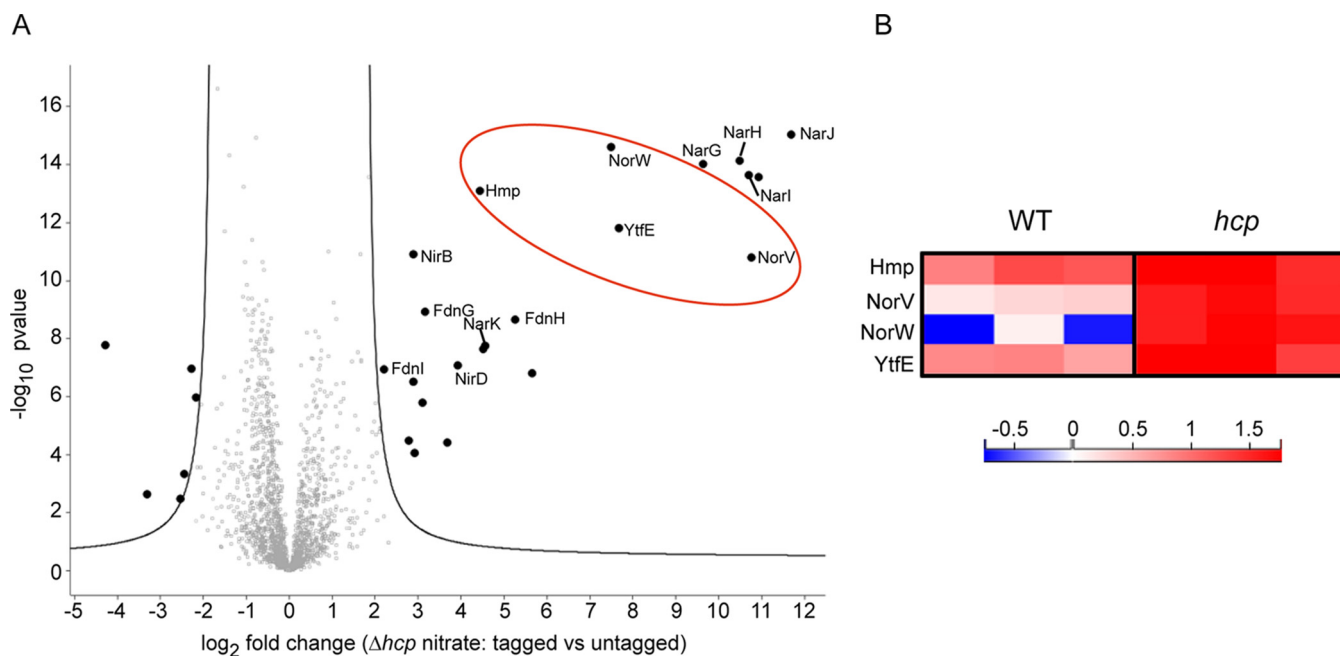 A
B
-log10 pvalue
16
14
12
10
8
6
4
2
0
NarH
NarJ
NorW
NarG
NarI
Hmp
YtfE
NorV
NirB
FdnG
FdnH
NarK
FdnI
NirD
-5 -4 -3 -2 -1 0 1 2 3 4 5 6 7 8 9 10 11 12
log2 fold change (Δhcp nitrate: tagged vs untagged)
WT hcp
Hmp
NorV
NorW
YtfE
-0.5 0 0.5 1 1.5